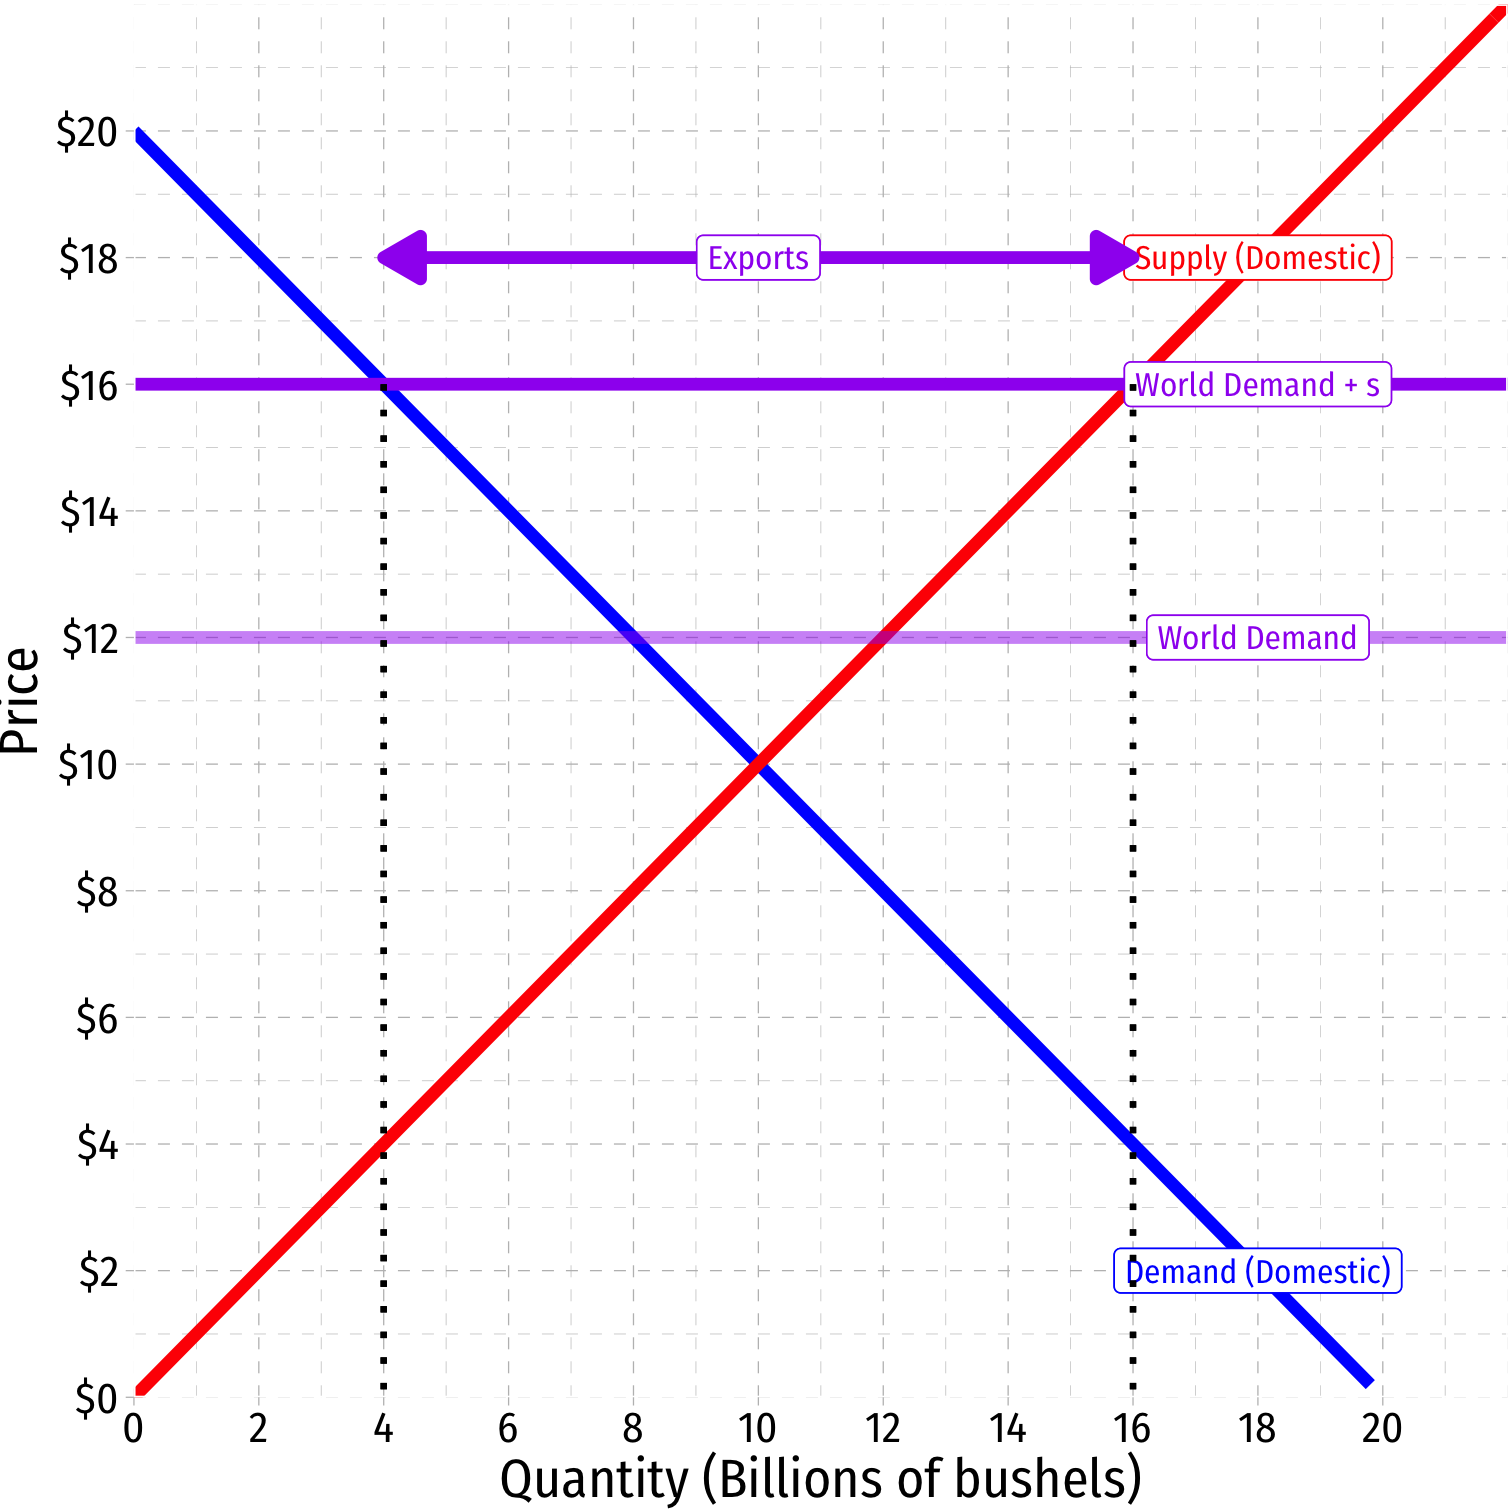 $20
$18
$16
$14
$12
$10
$8
$6
$4
$2
$0
Price
Exports
Supply (Domestic)
World Demand + s
World Demand
Demand (Domestic)
0 2 4 6 8 10 12 14 16 18 20
Quantity (Billions of bushels)